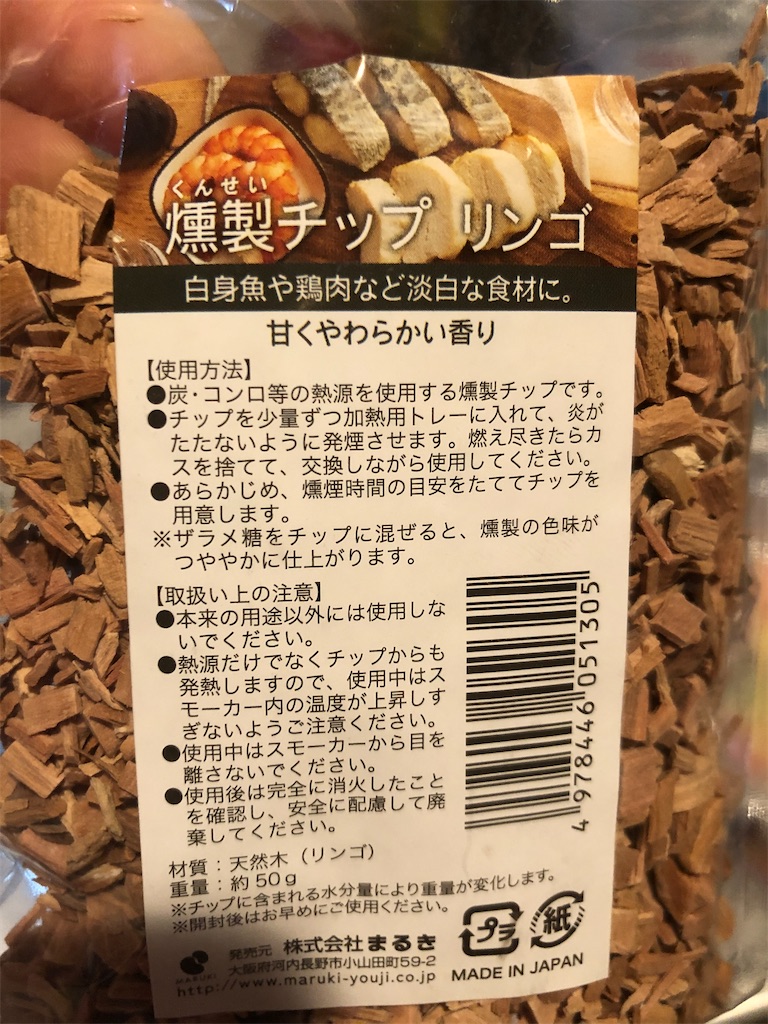 くんせい
燻製チップ リンゴ
白身魚や鶏肉など淡白な食材に。
甘くやわらかい香り
【使用方法】
●炭・コンロ等の熱源を使用する燻製チップです。
●チップを少量ずつ加熱用トレーに入れて、炎が
たたないように発煙させます。燃え尽きたらカ
スを捨てて、交換しながら使用してください。
●あらかじめ、燻煙時間の目安をたててチップを
用意します。
※ザラメ糖をチップに混ぜると、燻製の色味が
つややかに仕上がります。
【取扱い上の注意】
●本来の用途以外には使用しな
いでください。
●熱源だけでなくチップからも
発熱しますので、使用中はス
モーカー内の温度が上昇しす
ぎないようご注意ください。
●使用中はスモーカーから目を
離さないでください。
●使用後は完全に消火したこと
を確認し、安全に配慮して廃
棄してください。
4 978446 051305
材質：天然木（リンゴ）
重量：約50g
※チップに含まれる水分量により重量が変化します。
※開封後はお早めにご使用ください。
プラ
紙
MARUKI
発売元 株式会社まるき
大阪府河内長野市小山田町59-2
http://www.maruki-youji.co.jp
MADE IN JAPAN